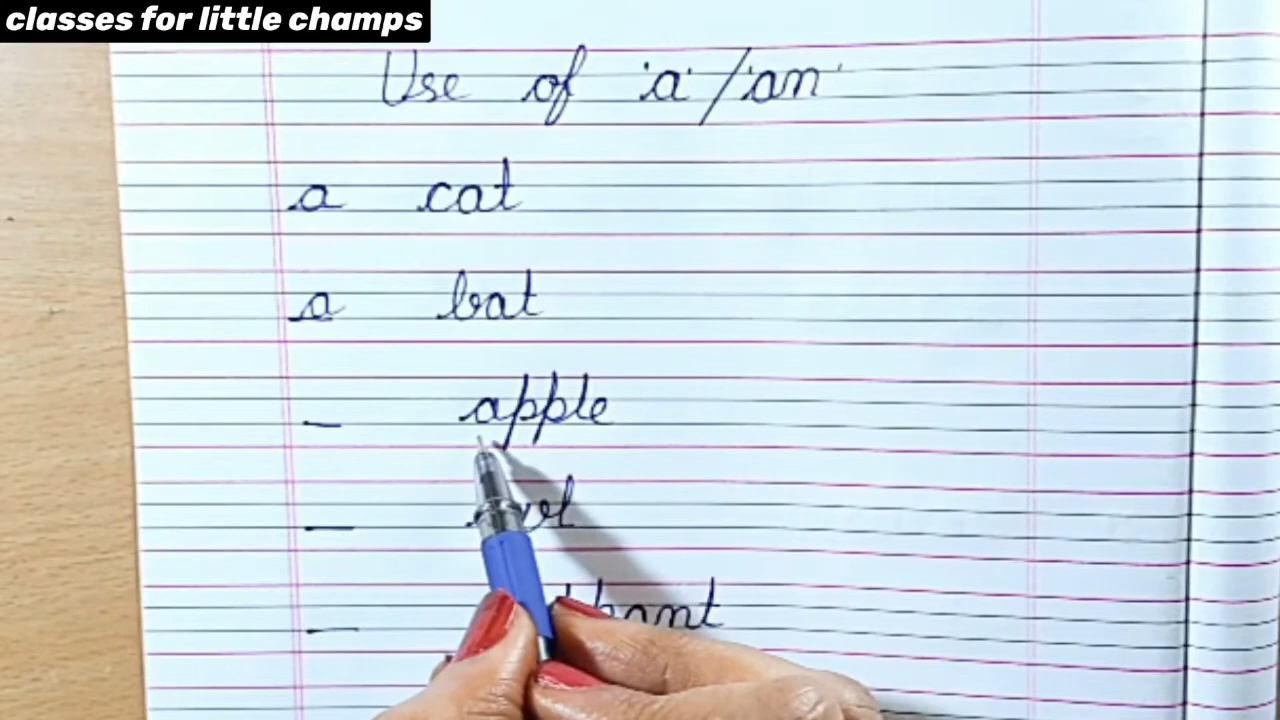 classes for little champs
Use of 'a'/'an'
a cat
a bat
_ apple
_
_